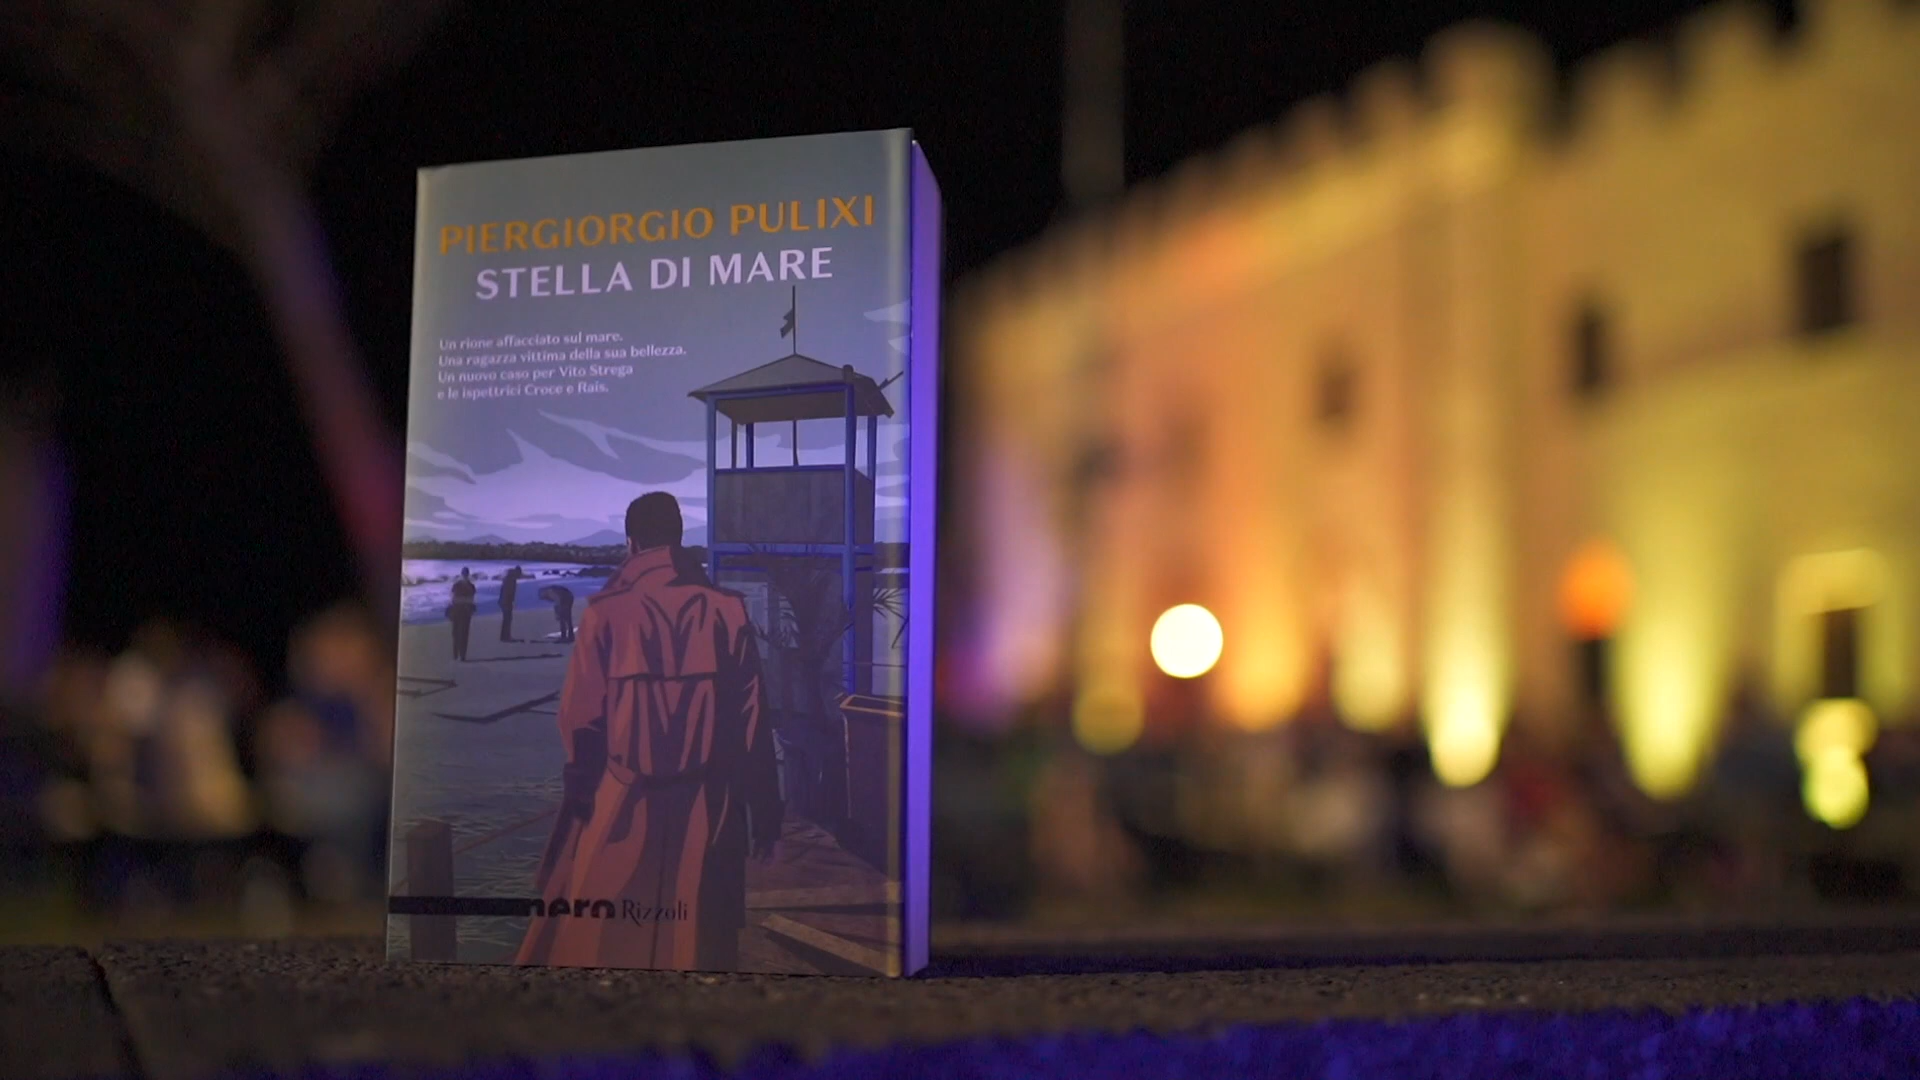 PIERGIORGIO PULIXI
STELLA DI MARE
Un rione affacciato sul mare.
Una ragazza vittima della sua bellezza.
Un nuovo caso per Vito Strega
e le ispettrici Croce e Rais.
nero Rizzoli